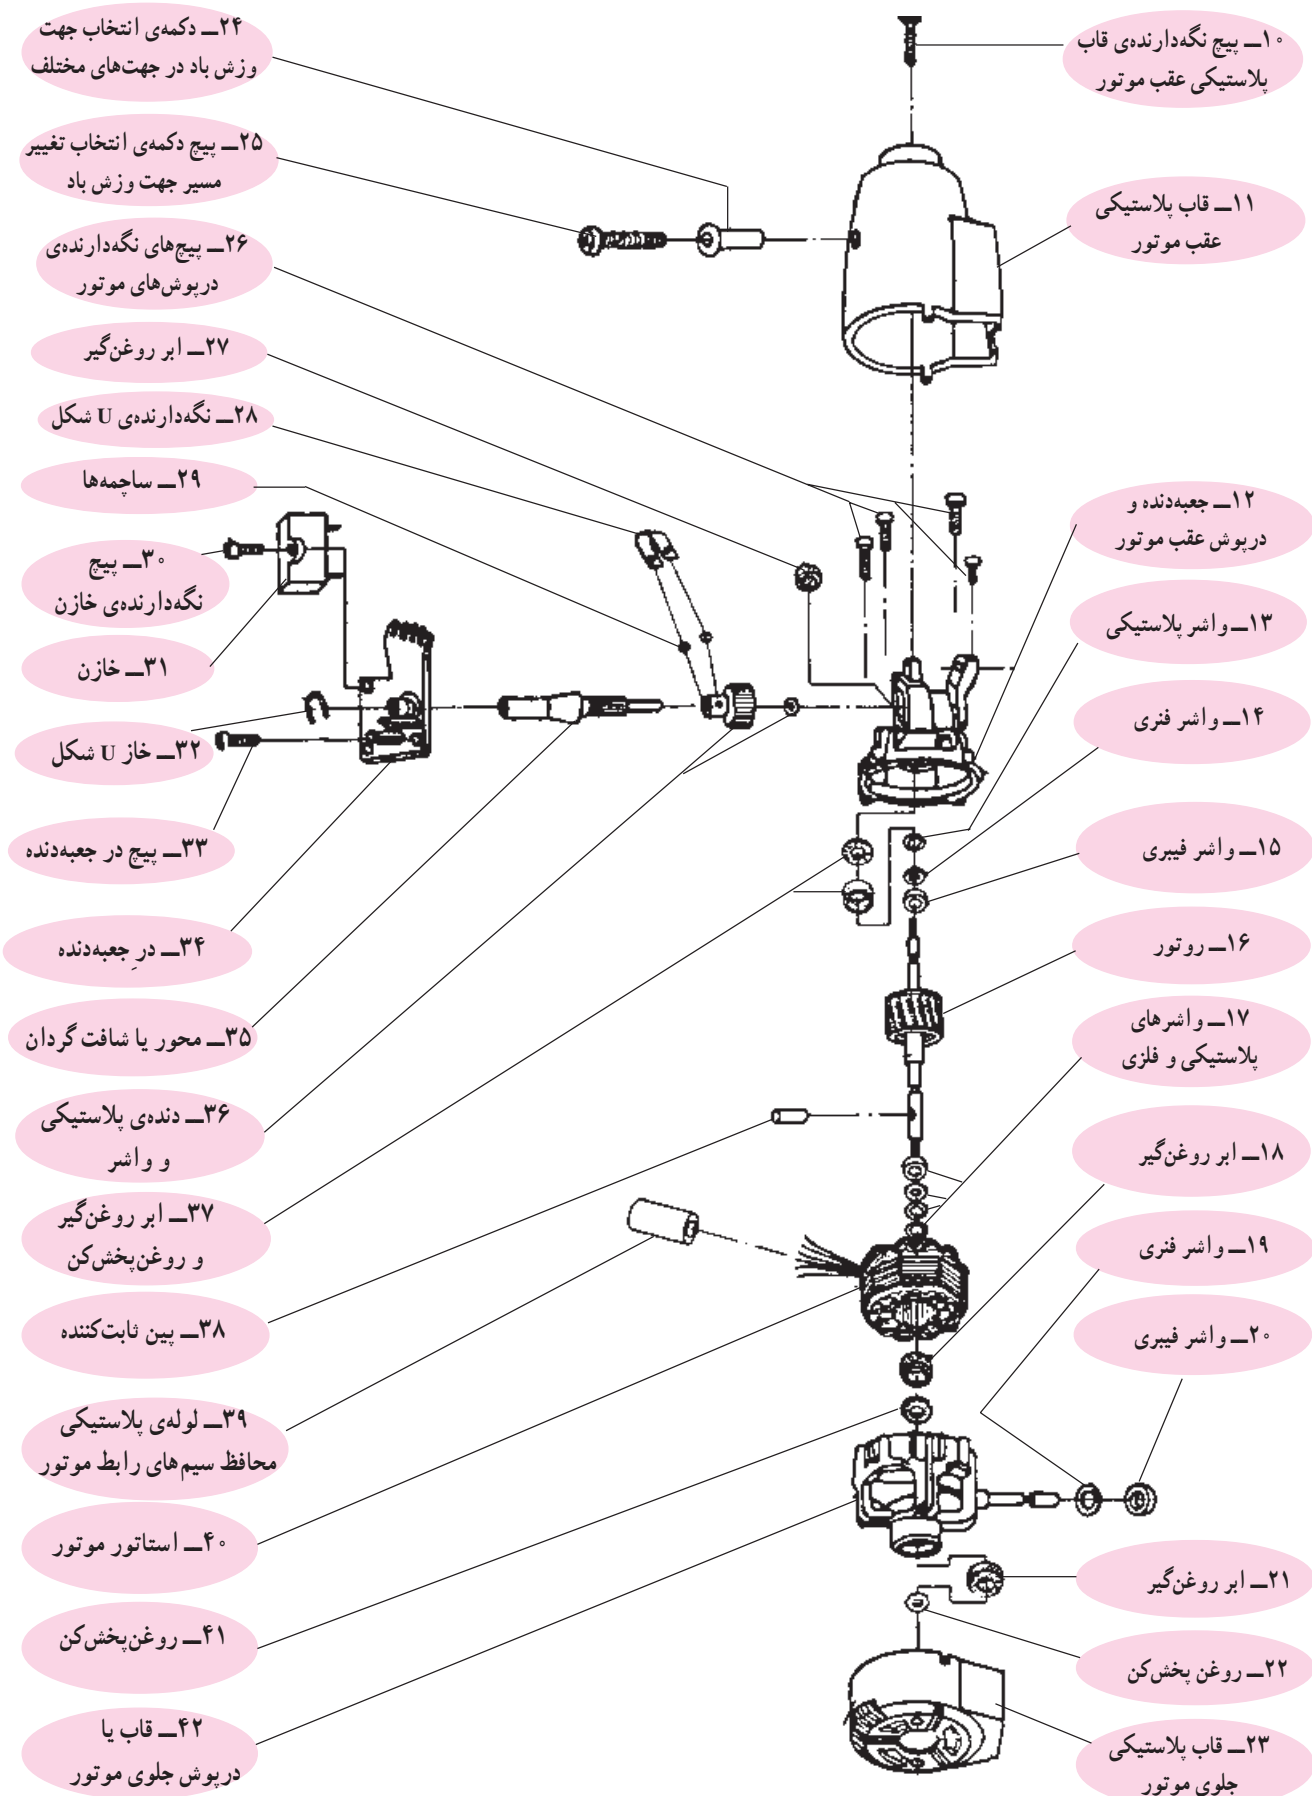 ۱۰ــ پیچ نگه‌دارنده‌ی قاب
پلاستیکی عقب موتور
۱۱ــ قاب پلاستیکی
عقب موتور
۱۲ــ جعبه‌دنده و
درپوش عقب موتور
۱۳ــ واشر پلاستیکی
۱۴ــ واشر فنری
۱۵ــ واشر فیبری
۱۶ــ روتور
۱۷ــ واشرهای
پلاستیکی و فلزی
۱۸ــ ابر روغن‌گیر
۱۹ــ واشر فنری
۲۰ــ واشر فیبری
۲۱ــ ابر روغن‌گیر
۲۲ــ روغن پخش‌کن
۲۳ــ قاب پلاستیکی
جلوی موتور
۲۴ــ دکمه‌ی انتخاب جهت
وزش باد در جهت‌های مختلف
۲۵ــ پیچ دکمه‌ی انتخاب تغییر
مسیر جهت وزش باد
۲۶ــ پیچ‌های نگه‌دارنده‌ی
درپوش‌های موتور
۲۷ــ ابر روغن‌گیر
۲۸ــ نگه‌دارنده‌ی U شکل
۲۹ــ ساچمه‌ها
۳۰ــ پیچ
نگه‌دارنده‌ی خازن
۳۱ــ خازن
۳۲ــ خاز U شکل
۳۳ــ پیچ در جعبه‌دنده
۳۴ــ درِ جعبه‌دنده
۳۵ــ محور یا شافت گردان
۳۶ــ دنده‌ی پلاستیکی
و واشر
۳۷ــ ابر روغن‌گیر
و روغن‌پخش‌کن
۳۸ــ پین ثابت‌کننده
۳۹ــ لوله‌ی پلاستیکی
محافظ سیم‌های رابط موتور
۴۰ــ استاتور موتور
۴۱ــ روغن‌پخش‌کن
۴۲ــ قاب یا
درپوش جلوی موتور